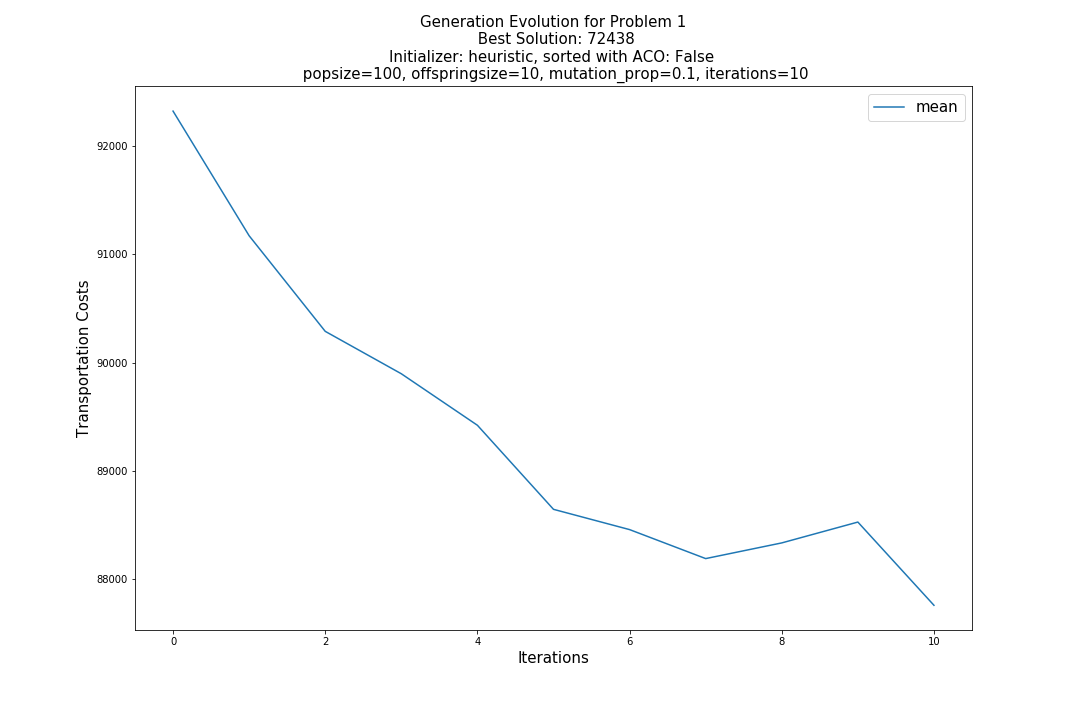 Generation Evolution for Problem 1
Best Solution: 72438
Initializer: heuristic, sorted with ACO: False
popsize=100, offspringsize=10, mutation_prop=0.1, iterations=10
mean
92000
91000
90000
89000
88000
Transportation Costs
0 2 4 6 8 10
Iterations